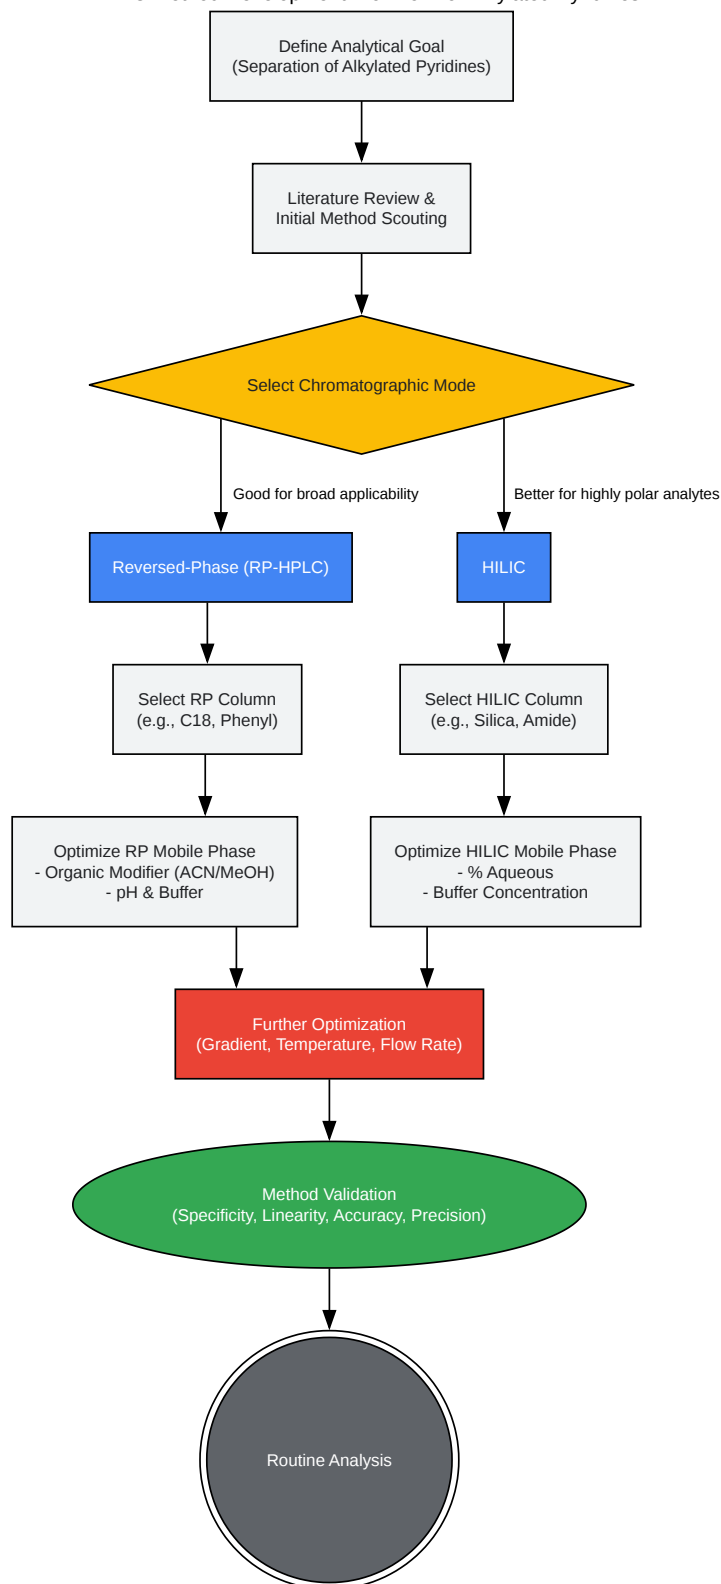 Define Analytical Goal
(Separation of Alkylated Pyridines)
Literature Review &
Initial Method Scouting
Select Chromatographic Mode
Good for broad applicability
Better for highly polar analytes
Reversed-Phase (RP-HPLC)
HILIC
Select RP Column
(e.g., C18, Phenyl)
Select HILIC Column
(e.g., Silica, Amide)
Optimize RP Mobile Phase
- Organic Modifier (ACN/MeOH)
- pH & Buffer
Optimize HILIC Mobile Phase
- % Aqueous
- Buffer Concentration
Further Optimization
(Gradient, Temperature, Flow Rate)
Method Validation
(Specificity, Linearity, Accuracy, Precision)
Routine Analysis